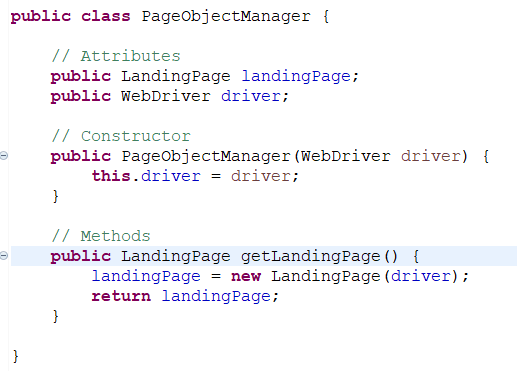 public class PageObjectManager {
// Attributes
public LandingPage landingPage;
public WebDriver driver;
// Constructor
public PageObjectManager(WebDriver driver) {
this.driver = driver;
}
// Methods
public LandingPage getLandingPage() {
landingPage = new LandingPage(driver);
return landingPage;
}
}